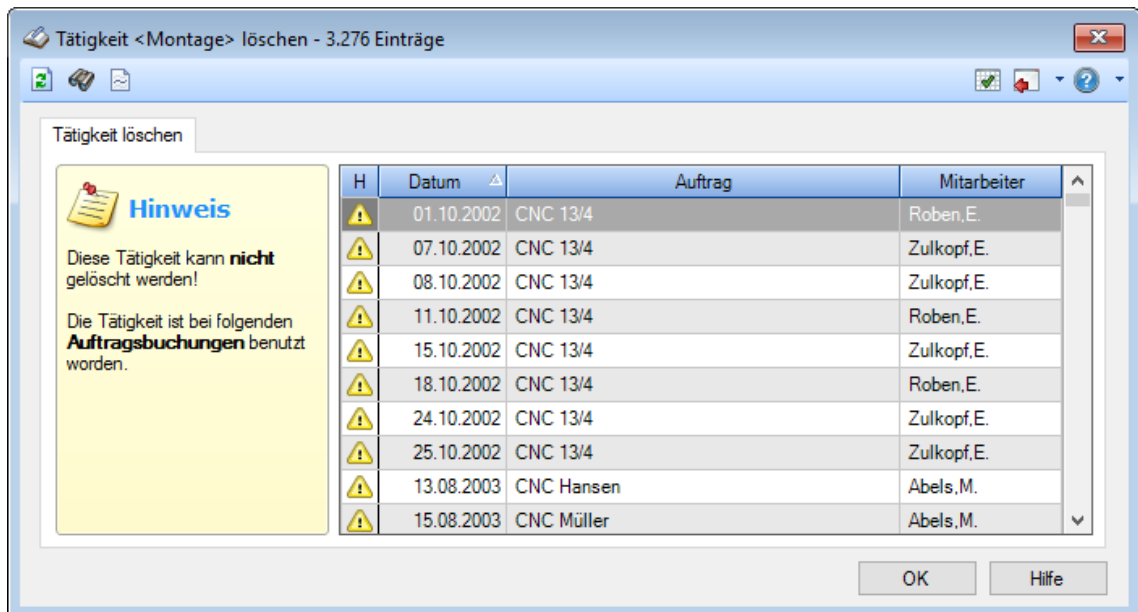 Tätigkeit <Montage> löschen - 3.276 Einträge
Tätigkeit löschen
Hinweis
Diese Tätigkeit kann nicht
gelöscht werden!
Die Tätigkeit ist bei folgenden
Auftragsbuchungen benutzt
worden.
H Datum Auftrag Mitarbeiter
01.10.2002 CNC 13/4 Roben,E.
07.10.2002 CNC 13/4 Zulkopf,E.
08.10.2002 CNC 13/4 Zulkopf,E.
11.10.2002 CNC 13/4 Roben,E.
15.10.2002 CNC 13/4 Zulkopf,E.
18.10.2002 CNC 13/4 Roben,E.
24.10.2002 CNC 13/4 Zulkopf,E.
25.10.2002 CNC 13/4 Zulkopf,E.
13.08.2003 CNC Hansen Abels,M.
15.08.2003 CNC Müller Abels,M.
OK Hilfe